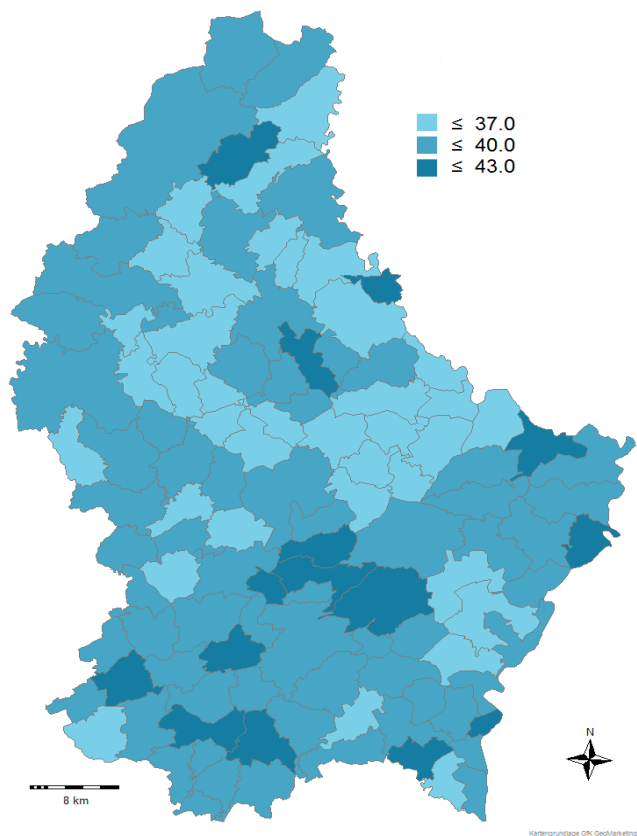 ≤ 37.0
≤ 40.0
≤ 43.0
N
8 km
Kartengrundlage GfK GeoMarketing